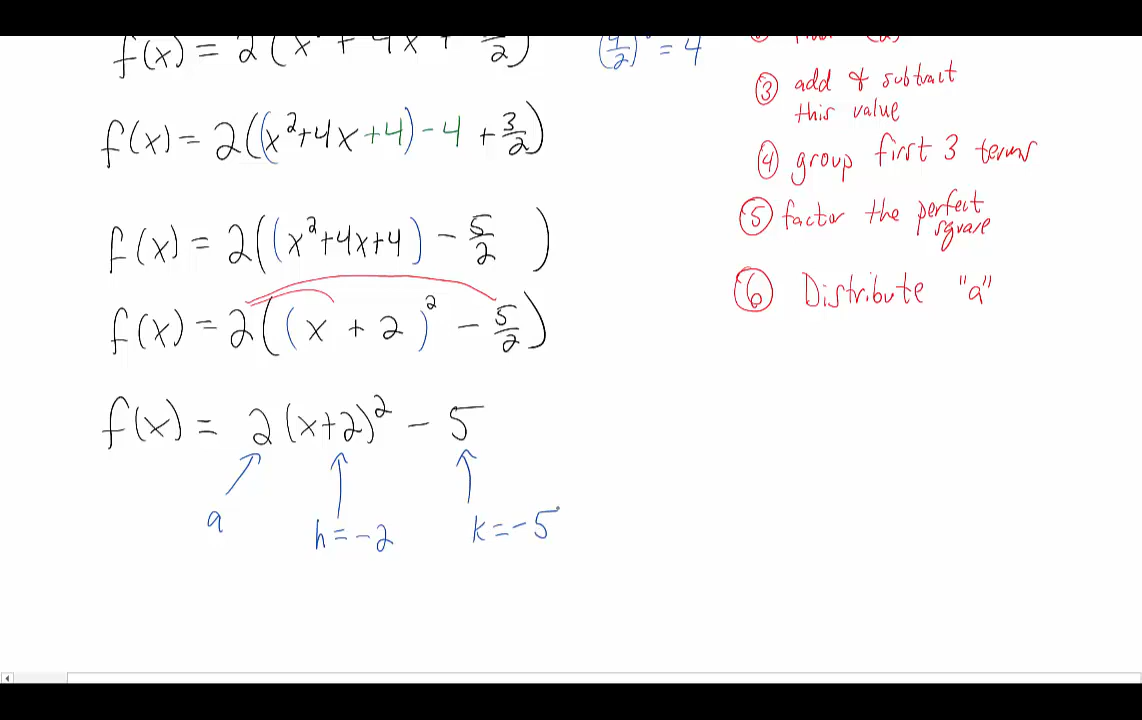 f(x) = 2(x² + 4x + 3/2)
(4/2)² = 4
③ add & subtract
this value
f(x) = 2((x²+4x+4) - 4 + 3/2)
④ group first 3 terms
⑤ factor the perfect
square
f(x) = 2((x²+4x+4) - 5/2)
⑥ Distribute "a"
f(x) = 2((x + 2)² - 5/2)
f(x) = 2(x+2)² - 5
a
h = -2
k = -5